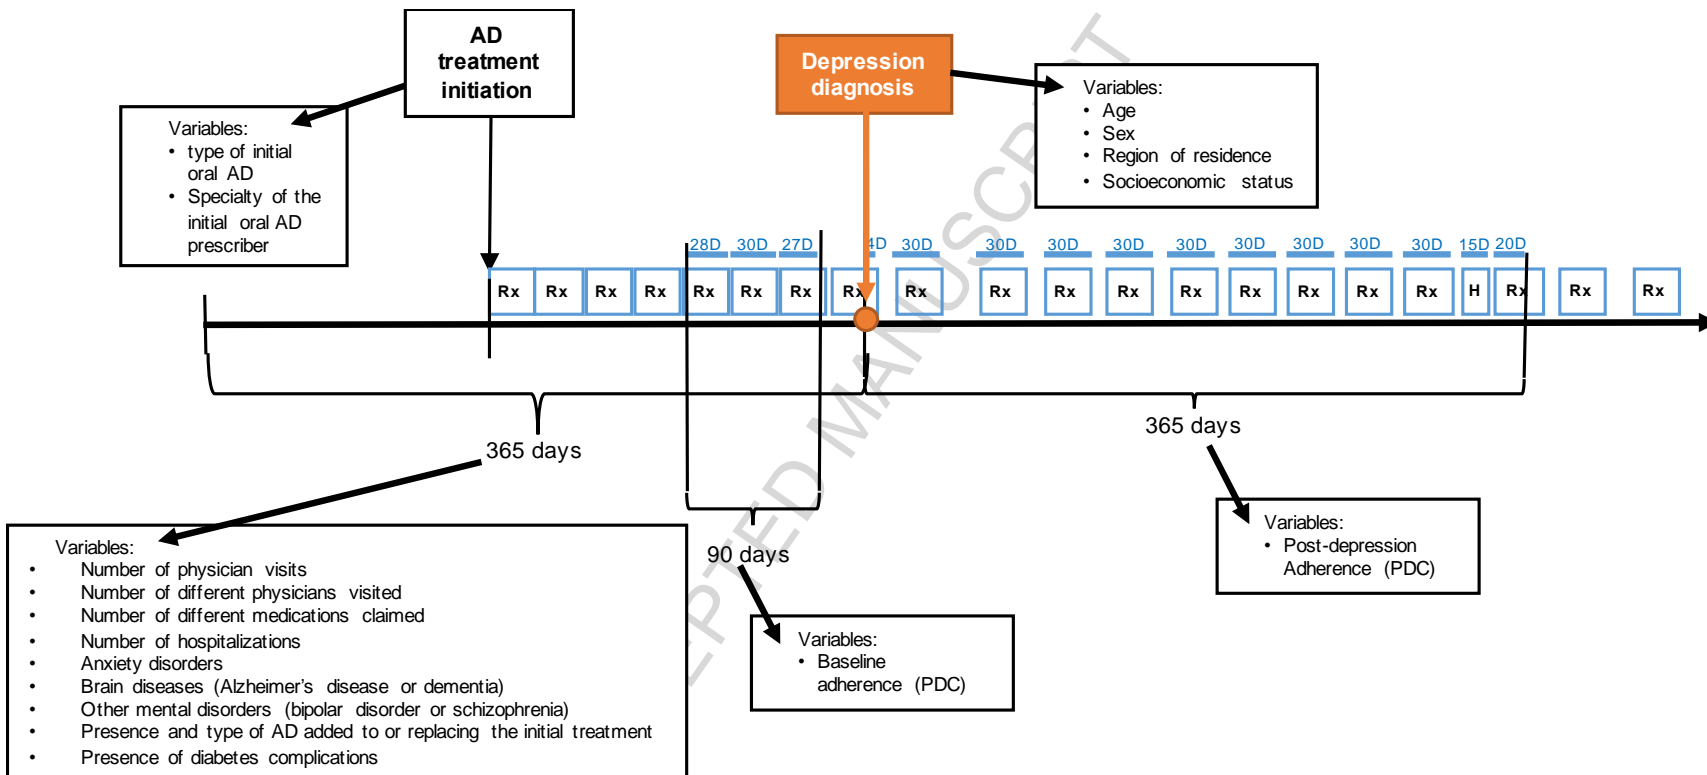 AD
treatment
initiation
Depression
diagnosis
Variables:
• type of initial
oral AD
• Specialty of the
initial oral AD
prescriber
Variables:
• Age
• Sex
• Region of residence
• Socioeconomic status
28D 30D 27D 4D 30D 30D 30D 30D 30D 30D 30D 30D 30D 15D 20D
Rx Rx Rx Rx Rx Rx Rx Rx Rx Rx Rx Rx Rx Rx Rx Rx Rx H Rx Rx Rx
365 days
365 days
90 days
Variables:
• Number of physician visits
• Number of different physicians visited
• Number of different medications claimed
• Number of hospitalizations
• Anxiety disorders
• Brain diseases (Alzheimer's disease or dementia)
• Other mental disorders (bipolar disorder or schizophrenia)
• Presence and type of AD added to or replacing the initial treatment
• Presence of diabetes complications
Variables:
• Baseline
adherence (PDC)
Variables:
• Post-depression
Adherence (PDC)
EPTED MANUSCRIPT